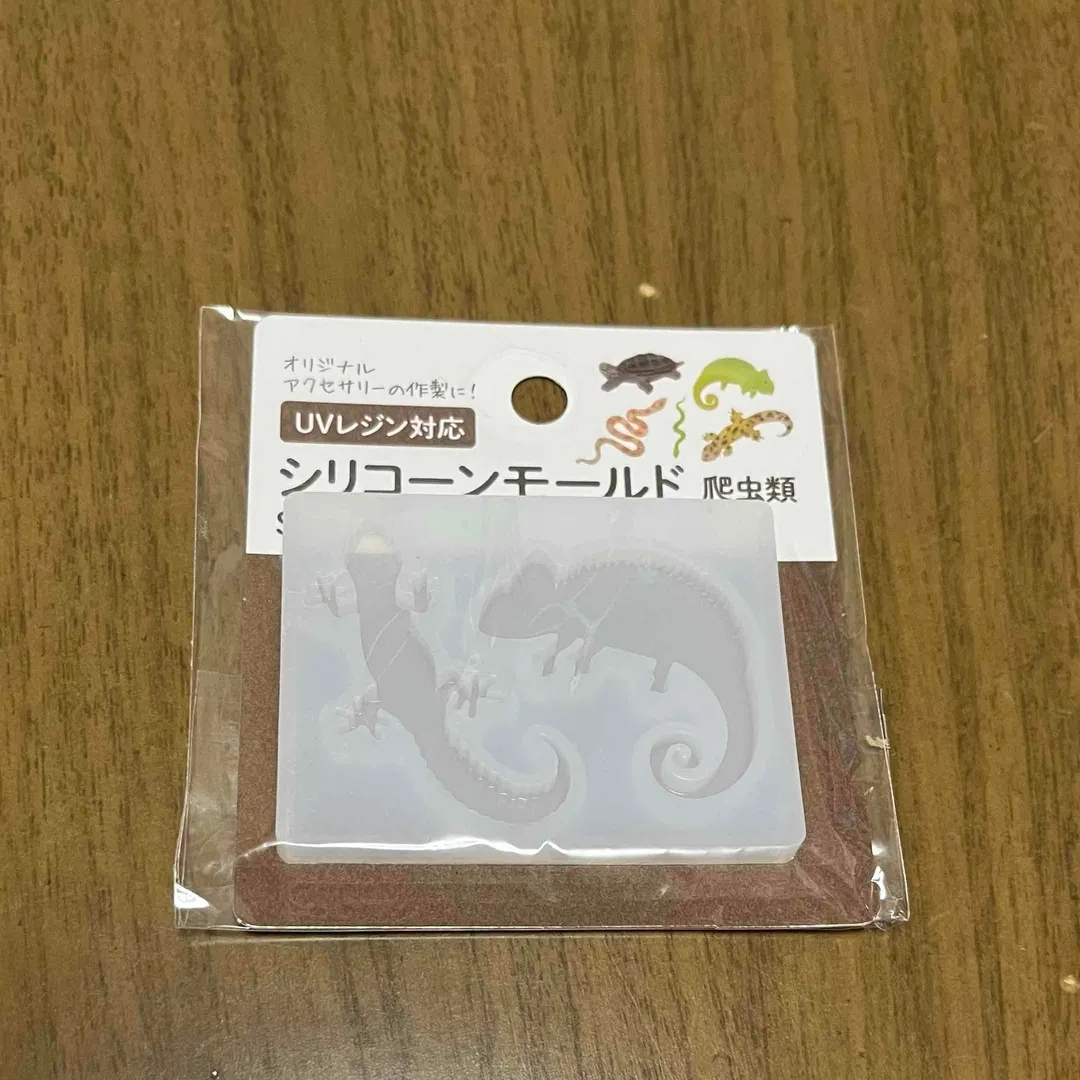 オリジナル
アクセサリーの作製に!
UVレジン対応
シリコーンモールド 爬虫類